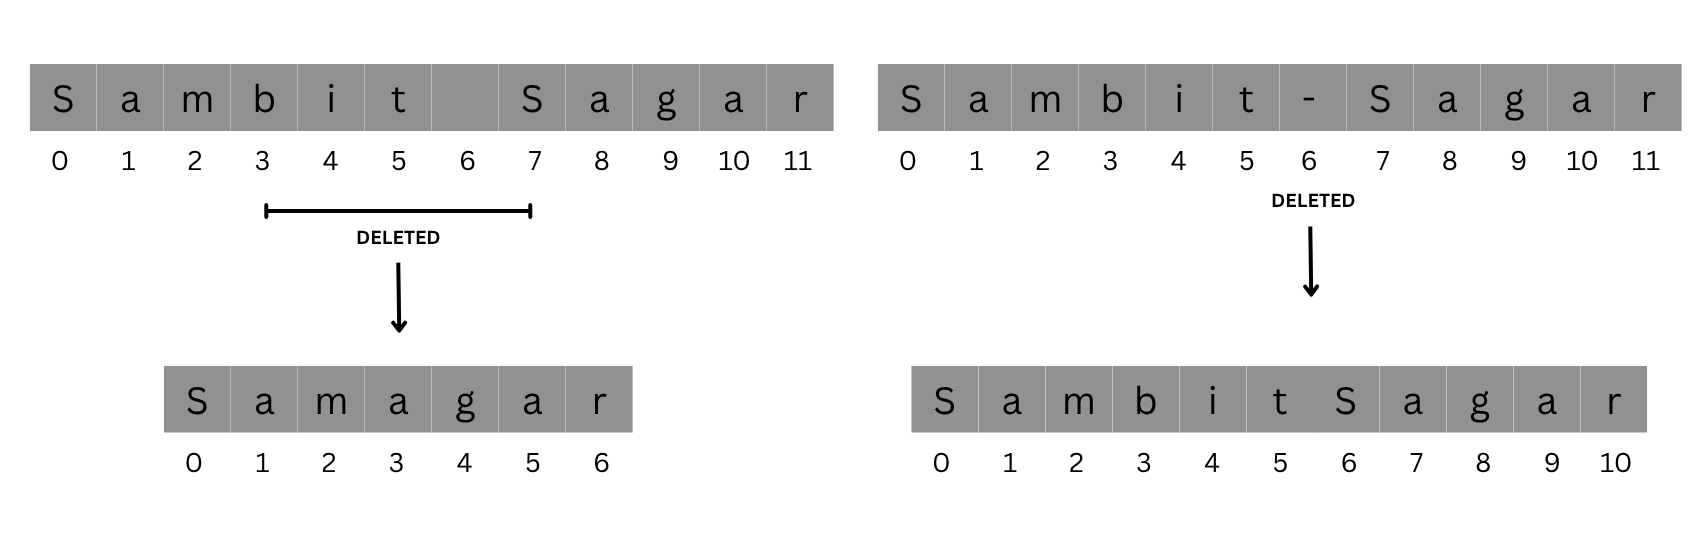 S a m b i t S a g a r
0 1 2 3 4 5 6 7 8 9 10 11
DELETED
S a m a g a r
0 1 2 3 4 5 6
S a m b i t - S a g a r
0 1 2 3 4 5 6 7 8 9 10 11
DELETED
S a m b i t S a g a r
0 1 2 3 4 5 6 7 8 9 10